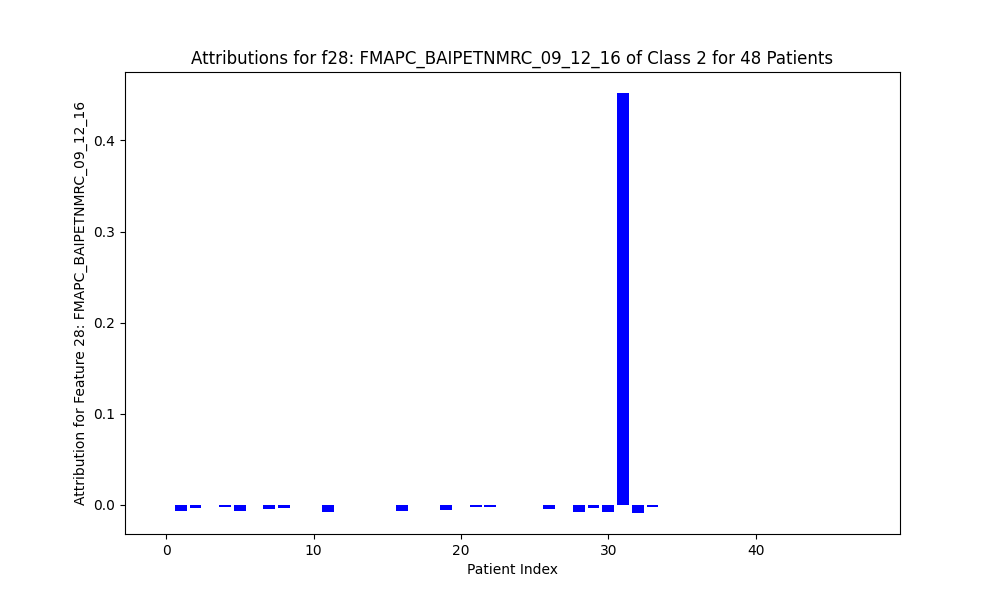 Attributions for f28: FMAPC_BAIPETNMRC_09_12_16 of Class 2 for 48 Patients
Attribution for Feature 28: FMAPC_BAIPETNMRC_09_12_16
0.4
0.3
0.2
0.1
0.0
0 10 20 30 40
Patient Index